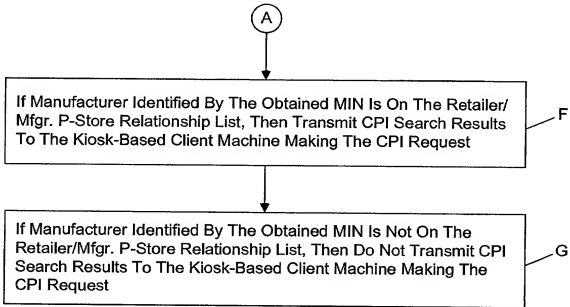 A
If Manufacturer Identified By The Obtained MIN Is On The Retailer/
Mfgr. P-Store Relationship List, Then Transmit CPI Search Results
To The Kiosk-Based Client Machine Making The CPI Request
F
If Manufacturer Identified By The Obtained MIN Is Not On The
Retailer/Mfgr. P-Store Relationship List, Then Do Not Transmit CPI
Search Results To The Kiosk-Based Client Machine Making The
CPI Request
G